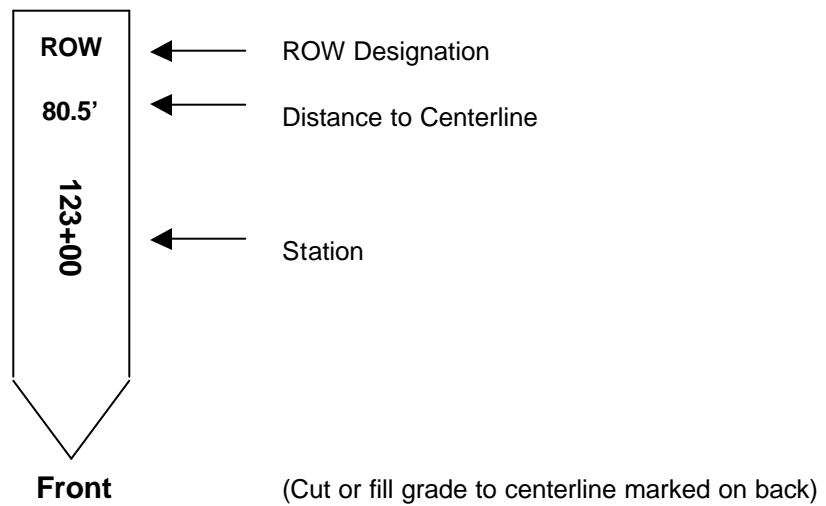 ROW ROW Designation
80.5’ Distance to Centerline
123+00 Station
Front (Cut or fill grade to centerline marked on back)